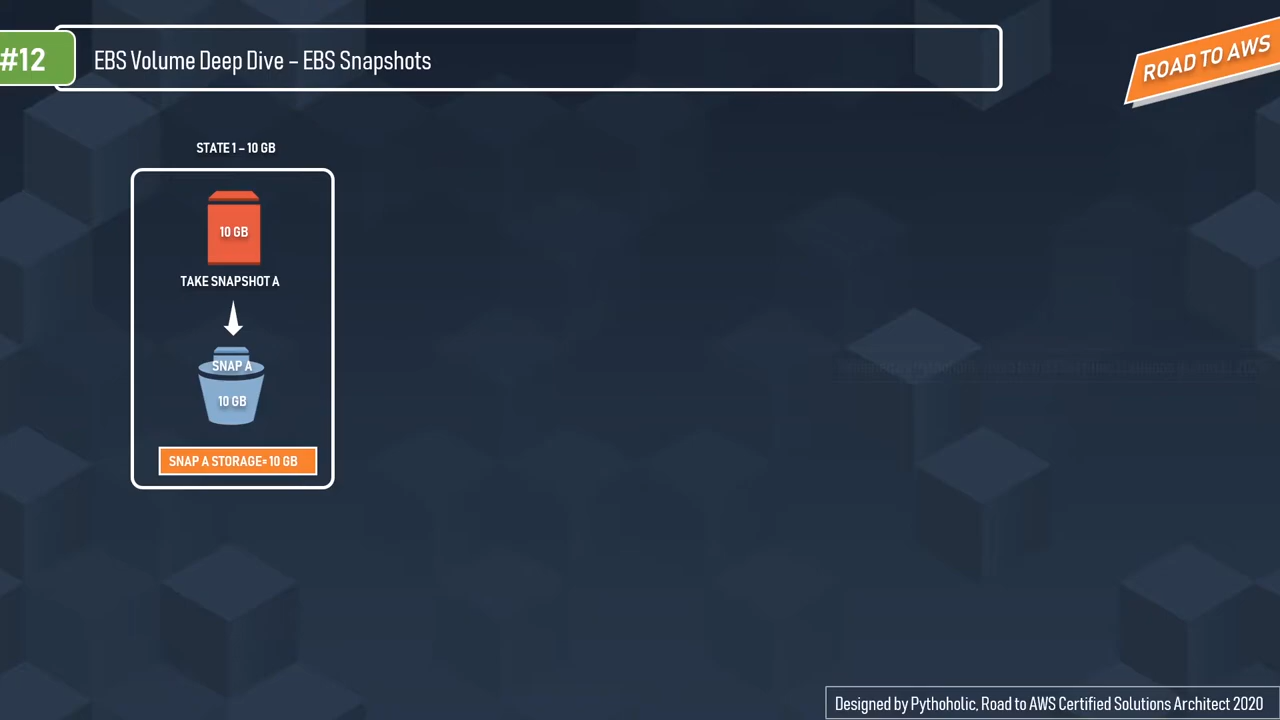 #12
EBS Volume Deep Dive – EBS Snapshots
ROAD TO AWS
STATE 1 – 10 GB
10 GB
TAKE SNAPSHOT A
SNAP A
10 GB
SNAP A STORAGE= 10 GB
Designed by Pythoholic, Road to AWS Certified Solutions Architect 2020